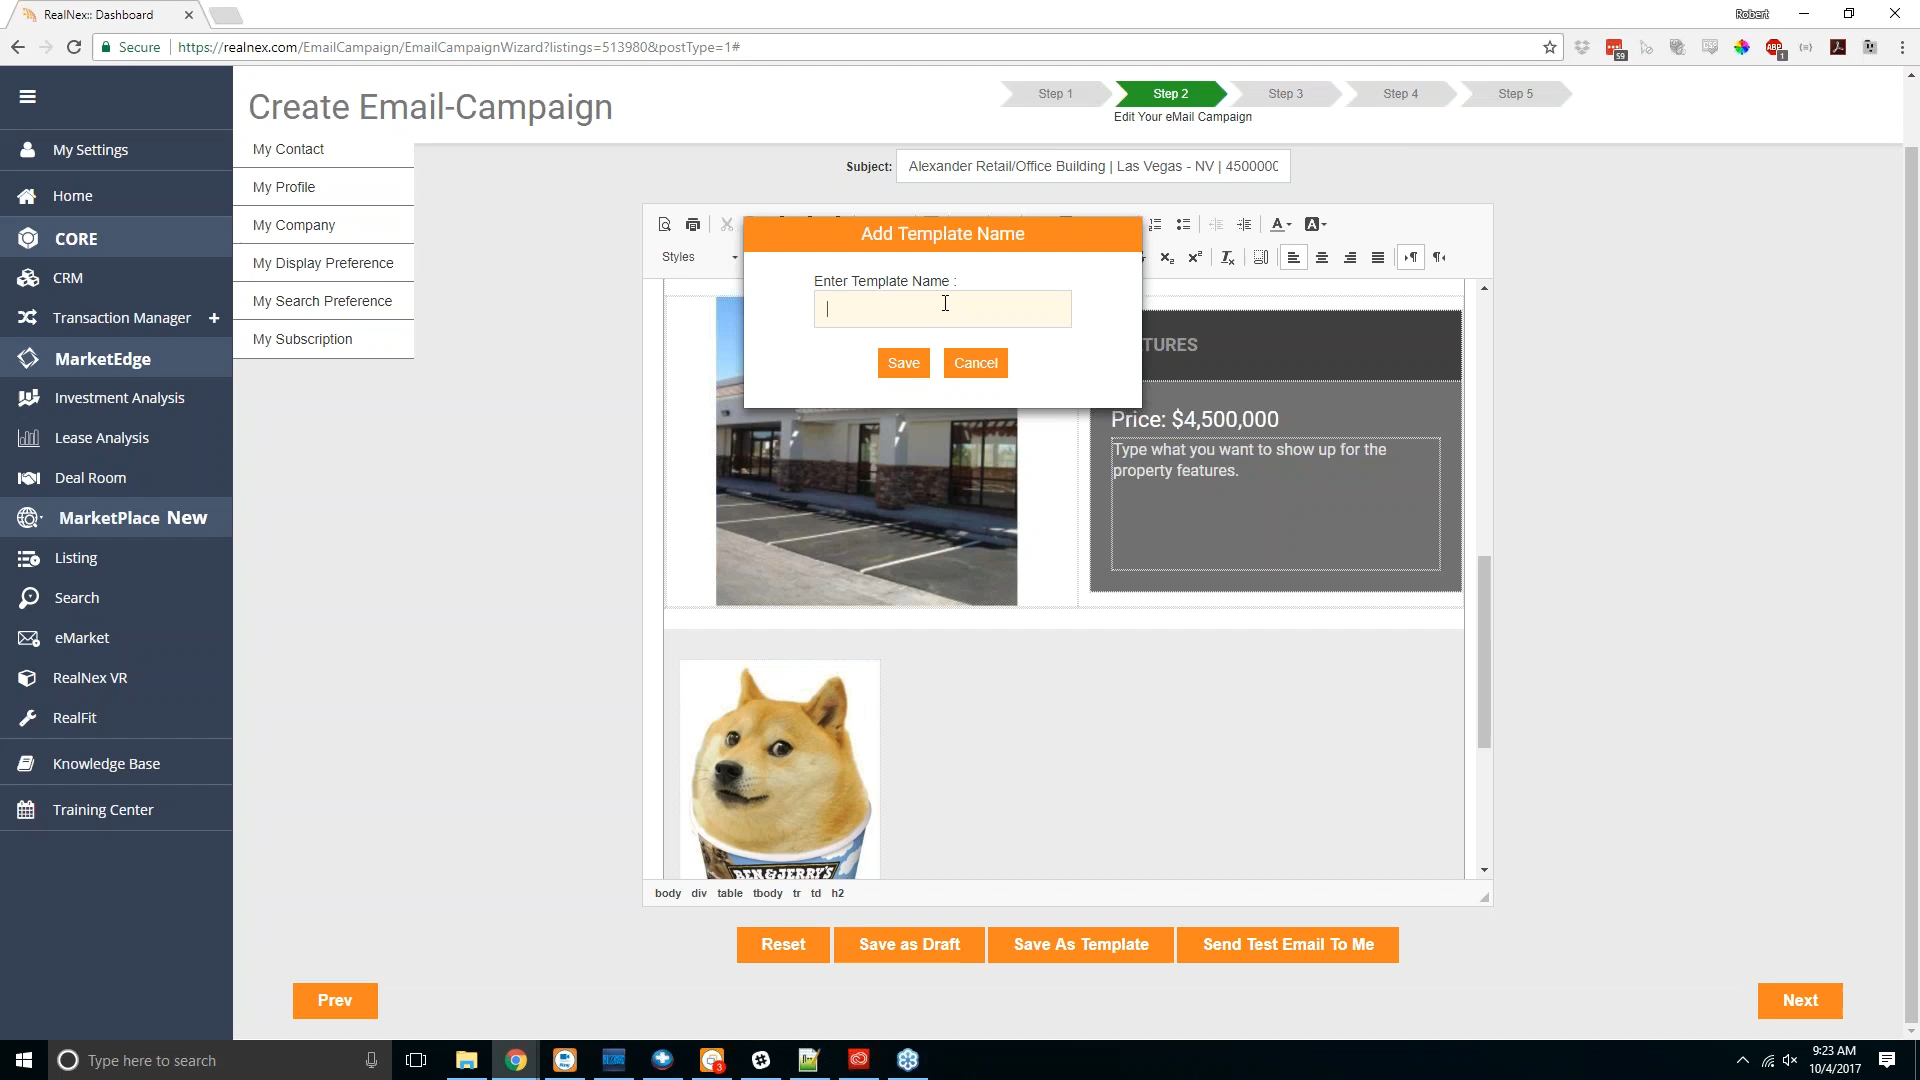 RealNex:: Dashboard
Robert
Secure
https://realnex.com/EmailCampaign/EmailCampaignWizard?listings=513980&postType=1#
59
ABP
1
Create Email-Campaign
Step 1
Step 2
Step 3
Step 4
Step 5
Edit Your eMail Campaign
My Settings
Home
CORE
CRM
Transaction Manager +
MarketEdge
Investment Analysis
Lease Analysis
Deal Room
MarketPlace New
Listing
Search
eMarket
RealNex VR
RealFit
Knowledge Base
Training Center
My Contact
My Profile
My Company
My Display Preference
My Search Preference
My Subscription
Subject:
Alexander Retail/Office Building | Las Vegas - NV | 4500000
Styles
Add Template Name
Enter Template Name :
Save
Cancel
TURES
Price: $4,500,000
Type what you want to show up for the
property features.
BEN & JERRY'S
body div table tbody tr td h2
Reset
Save as Draft
Save As Template
Send Test Email To Me
Prev
Next
Type here to search
3
9:23 AM
10/4/2017